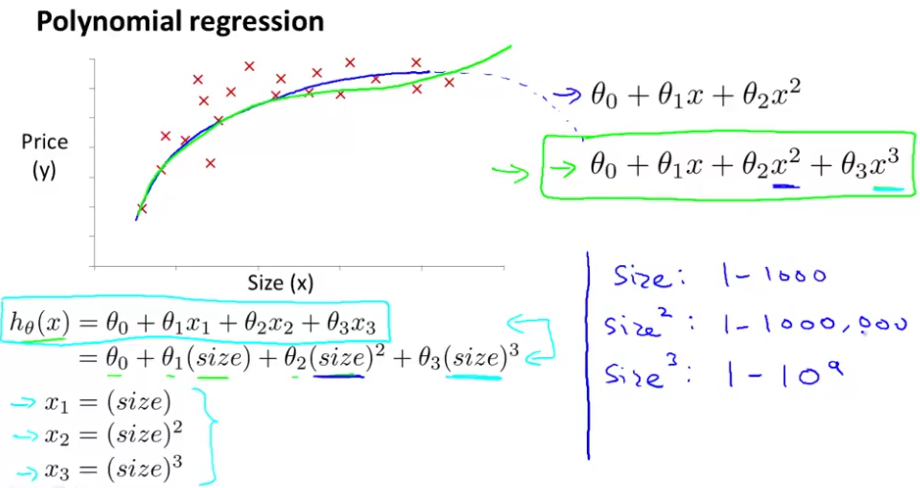 Polynomial regression
Price
(y)
Size (x)
→ θ₀ + θ₁x + θ₂x²
→ → θ₀ + θ₁x + θ₂x² + θ₃x³
h_θ(x) = θ₀ + θ₁x₁ + θ₂x₂ + θ₃x₃
= θ₀ + θ₁(size) + θ₂(size)² + θ₃(size)³
→ x₁ = (size)
→ x₂ = (size)²
→ x₃ = (size)³
Size: 1-1000
Size²: 1-1000,000
Size³: 1-10⁹